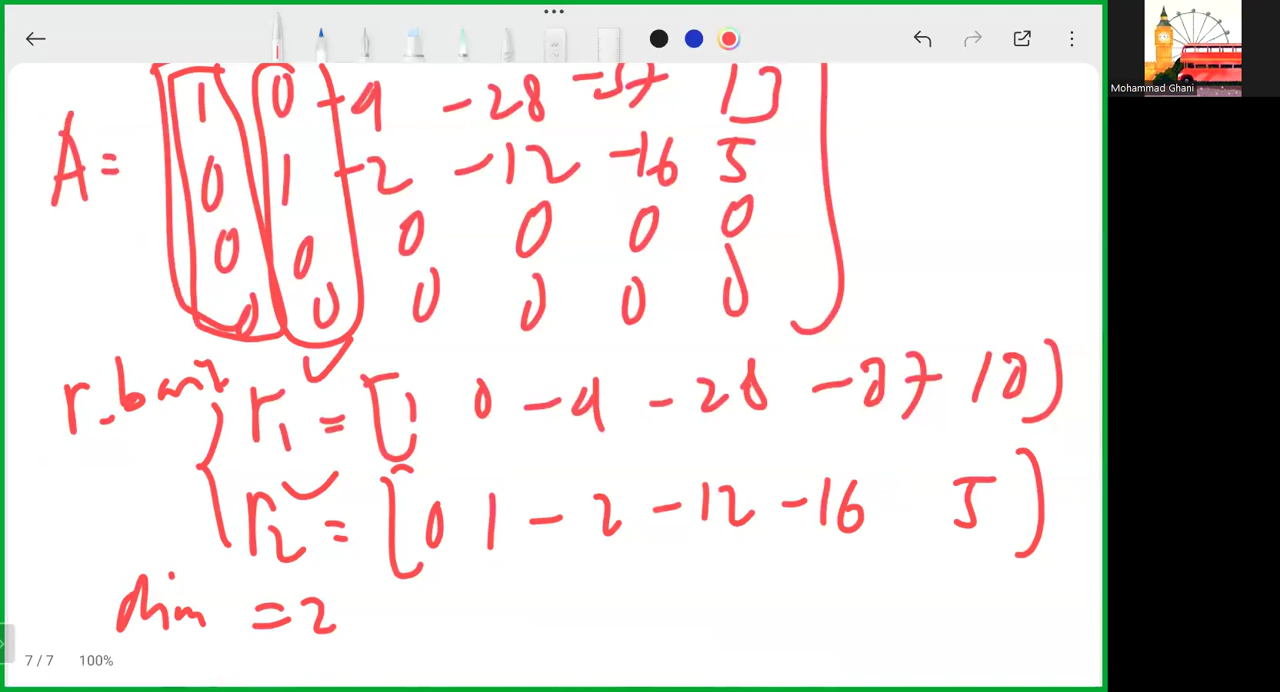 Mohammad Ghani
1 0 -4 -28 -37 13
A = 0 1 -2 -12 -16 5
0 0 0 0 0 0
0 0 0 0 0 0
r1 = [1 0 -4 -28 -37 13]
r2 = [0 1 -2 -12 -16 5]
dim = 2
7 / 7 100%